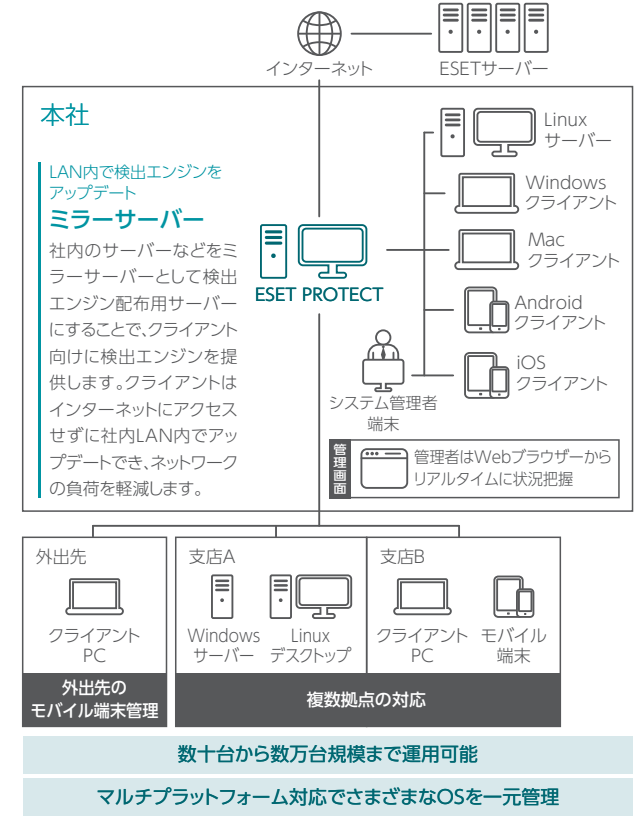 インターネット
ESETサーバー
本社
LAN内で検出エンジンを
アップデート
ミラーサーバー
社内のサーバーなどをミ
ラーサーバーとして検出
エンジン配布用サーバー
にすることで、クライアント
向けに検出エンジンを提
供します。クライアントは
インターネットにアクセス
せずに社内LAN内でアッ
プデートでき、ネットワーク
の負荷を軽減します。
ESET PROTECT
Linux
サーバー
Windows
クライアント
Mac
クライアント
Android
クライアント
iOS
クライアント
システム管理者
端末
管理画面
管理者はWebブラウザーから
リアルタイムに状況把握
外出先
クライアント
PC
外出先の
モバイル端末管理
支店A
Windows
サーバー
Linux
デスクトップ
支店B
クライアント
PC
モバイル
端末
複数拠点の対応
数十台から数万台規模まで運用可能
マルチプラットフォーム対応でさまざまなOSを一元管理